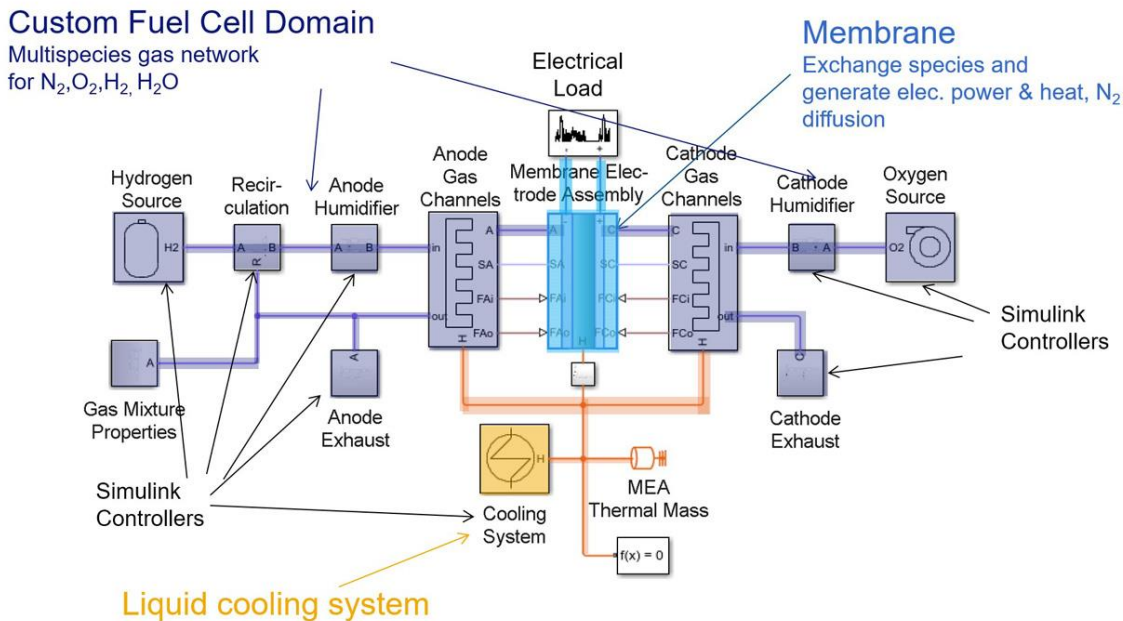 Custom Fuel Cell Domain
Multispecies gas network
for N₂,O₂,H₂, H₂O
Membrane
Exchange species and
generate elec. power & heat, N₂
diffusion
Electrical
Load
- +
Hydrogen
Source
Recir-
culation
Anode
Humidifier
Anode
Gas
Channels
Membrane Elec-
trode Assembly
Cathode
Gas
Channels
Cathode
Humidifier
Oxygen
Source
H2
A B
R
A B
in
out
A
SA
FAi
FAo
H
- +
A
SA
FAi
FAo
C
SC
FCi
FCo
H
C
SC
FCi
FCo
in
out
H
B A
O2
A
Gas Mixture
Properties
A
Anode
Exhaust
C
Cathode
Exhaust
Simulink
Controllers
Simulink
Controllers
H
Cooling
System
MEA
Thermal Mass
f(x) = 0
Liquid cooling system